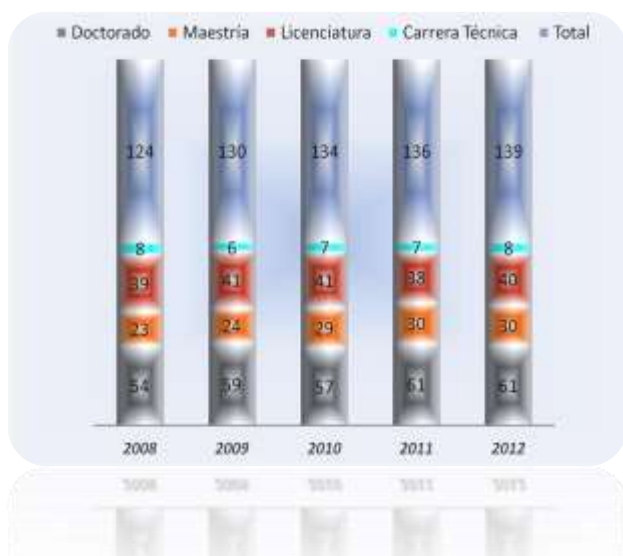 Doctorado Maestría Licenciatura Carrera Técnica Total
124 130 134 136 139
8 6 7 7 8
39 41 41 38 40
23 24 29 30 30
54 59 57 61 61
2008 2009 2010 2011 2012